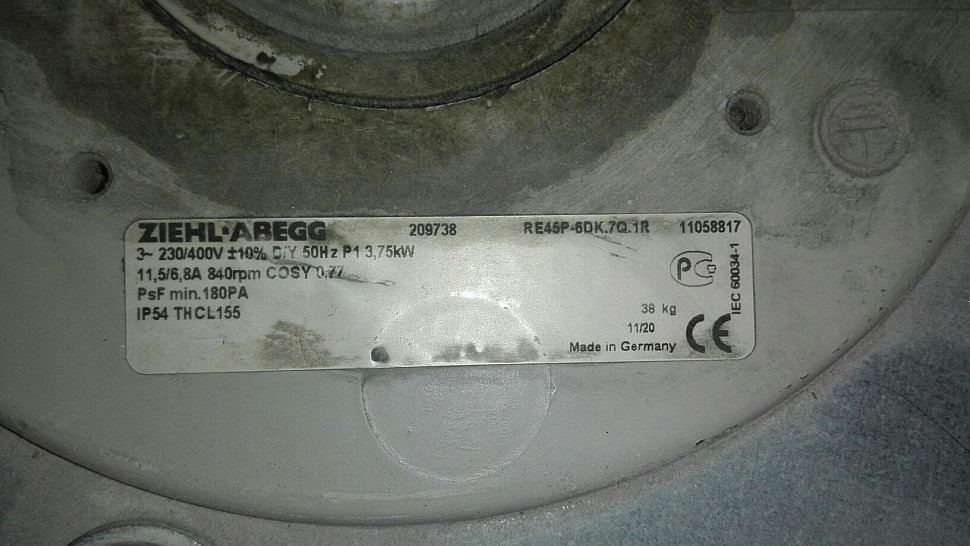 ZIEHL-ABEGG 209738 RE45P-6DK.7Q.1R 11058817
3~ 230/400V ±10% D/Y 50Hz P1 3,75kW
11,5/6,8A 840rpm COSY 0,77
PsF min.180PA
IP54 THCL155
38 kg
11/20
Made in Germany
CE
IEC 60034-1